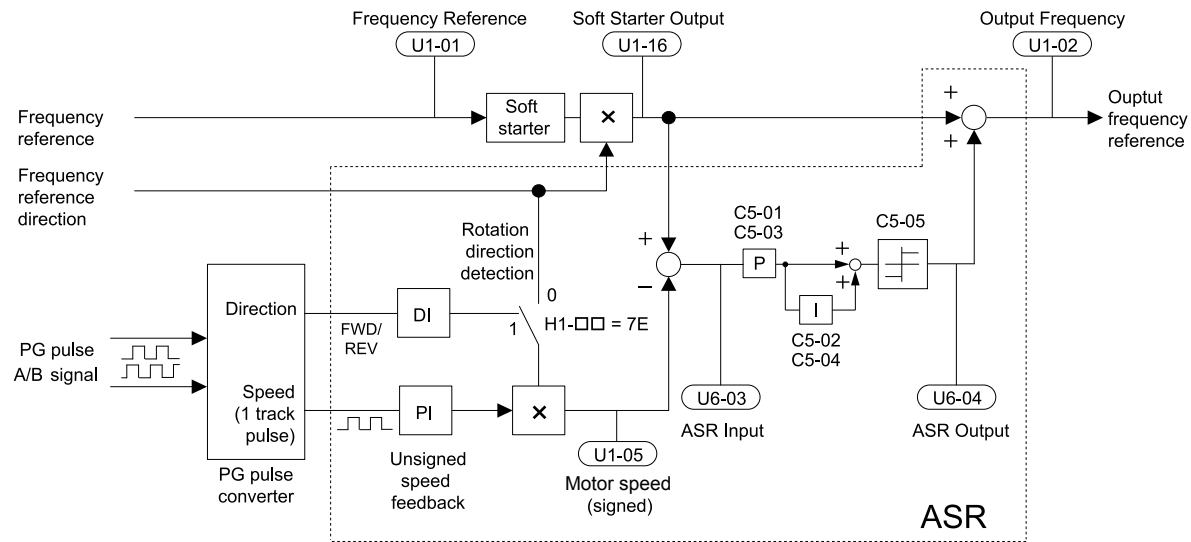 Frequency Reference
U1-01
Soft Starter Output
U1-16
Output Frequency
U1-02
Frequency
reference
Soft
starter
×
+
+
Ouptut
frequency
reference
Frequency
reference
direction
Rotation
direction
detection
+
−
C5-01
C5-03
P
+
+
I
C5-02
C5-04
C5-05
PG pulse
A/B signal
Direction
Speed
(1 track
pulse)
PG pulse
converter
FWD/
REV
DI
0
1
H1-□□ = 7E
PI
Unsigned
speed
feedback
×
U1-05
Motor speed
(signed)
U6-03
ASR Input
U6-04
ASR Output
ASR